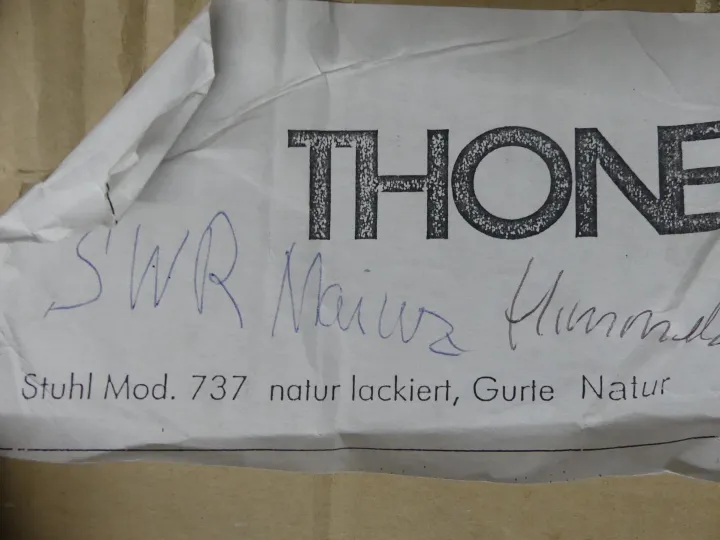 THONE
SWR Mainz
Stuhl Mod. 737 natur lackiert, Gurte Natur